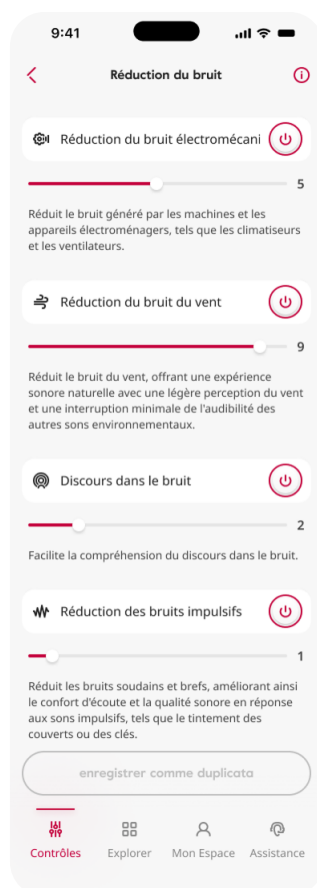 9:41
Réduction du bruit
Réduction du bruit électromécani
5
Réduit le bruit généré par les machines et les
appareils électroménagers, tels que les climatiseurs
et les ventilateurs.
Réduction du bruit du vent
9
Réduit le bruit du vent, offrant une expérience
sonore naturelle avec une légère perception du vent
et une interruption minimale de l'audibilité des
autres sons environnementaux.
Discours dans le bruit
2
Facilite la compréhension du discours dans le bruit.
Réduction des bruits impulsifs
1
Réduit les bruits soudains et brefs, améliorant ainsi
le confort d'écoute et la qualité sonore en réponse
aux sons impulsifs, tels que le tintement des
couverts ou des clés.
enregistrer comme duplicata
Contrôles Explorer Mon Espace Assistance